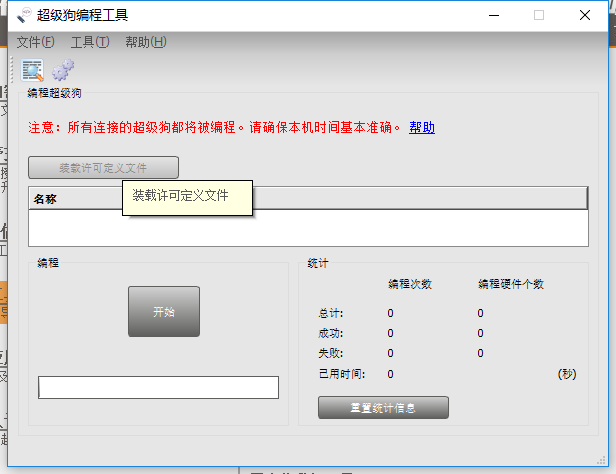 超级狗编程工具
文件(F) 工具(T) 帮助(H)
编程超级狗
注意：所有连接的超级狗都将被编程。请确保本机时间基本准确。 帮助
装载许可定义文件
装载许可定义文件
名称
编程
开始
统计
编程次数 编程硬件个数
总计: 0 0
成功: 0 0
失败: 0 0
已用时间: 0 (秒)
重置统计信息